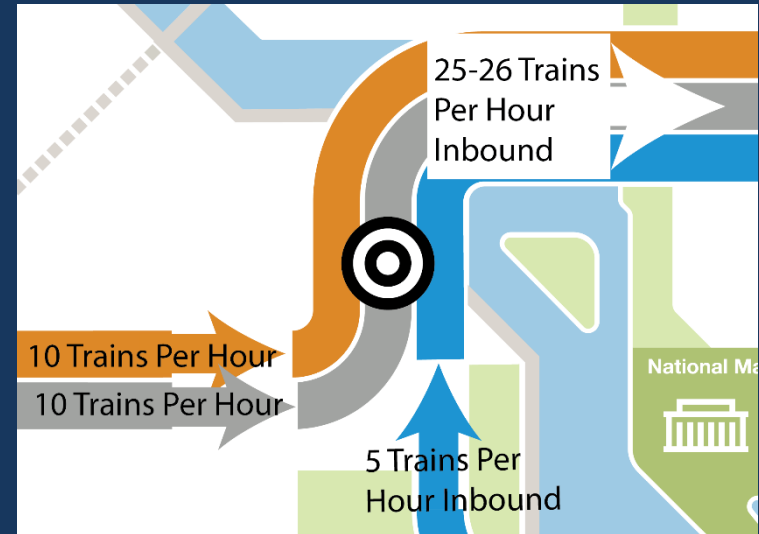 25-26 Trains
Per Hour
Inbound
10 Trains Per Hour
10 Trains Per Hour
National Ma
5 Trains Per
Hour Inbound